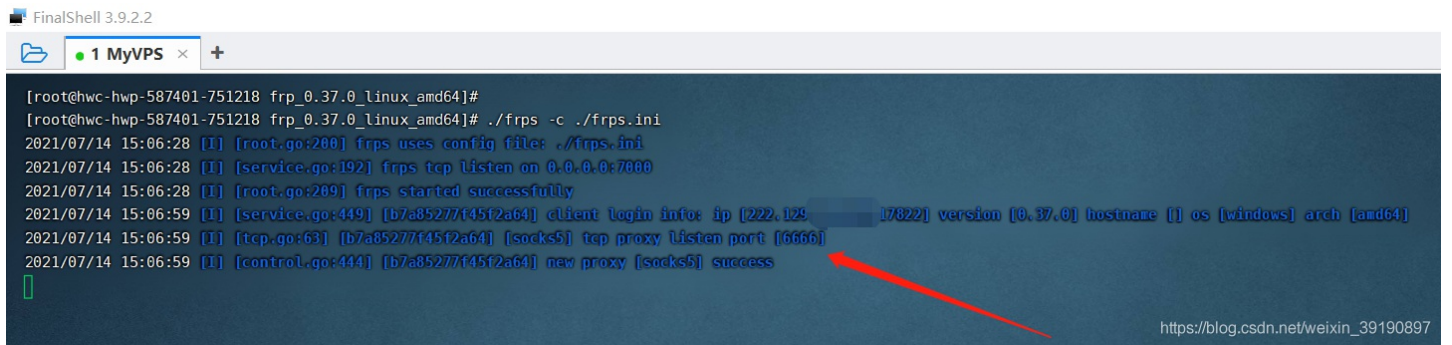 FinalShell 3.9.2.2
1 MyVPS × +
[root@hwc-hwp-587401-751218 frp_0.37.0_linux_amd64]#
[root@hwc-hwp-587401-751218 frp_0.37.0_linux_amd64]# ./frps -c ./frps.ini
2021/07/14 15:06:28 [I] [root.go:200] frps uses config file: ./frps.ini
2021/07/14 15:06:28 [I] [service.go:192] frps tcp listen on 0.0.0.0:7000
2021/07/14 15:06:28 [I] [root.go:209] frps started successfully
2021/07/14 15:06:59 [I] [service.go:449] [b7a85277f45f2a64] client login info: ip [222.129 17822] version [0.37.0] hostname [] os [windows] arch [amd64]
2021/07/14 15:06:59 [I] [tcp.go:63] [b7a85277f45f2a64] [socks5] tcp proxy listen port [6666]
2021/07/14 15:06:59 [I] [control.go:444] [b7a85277f45f2a64] new proxy [socks5] success
https://blog.csdn.net/weixin_39190897